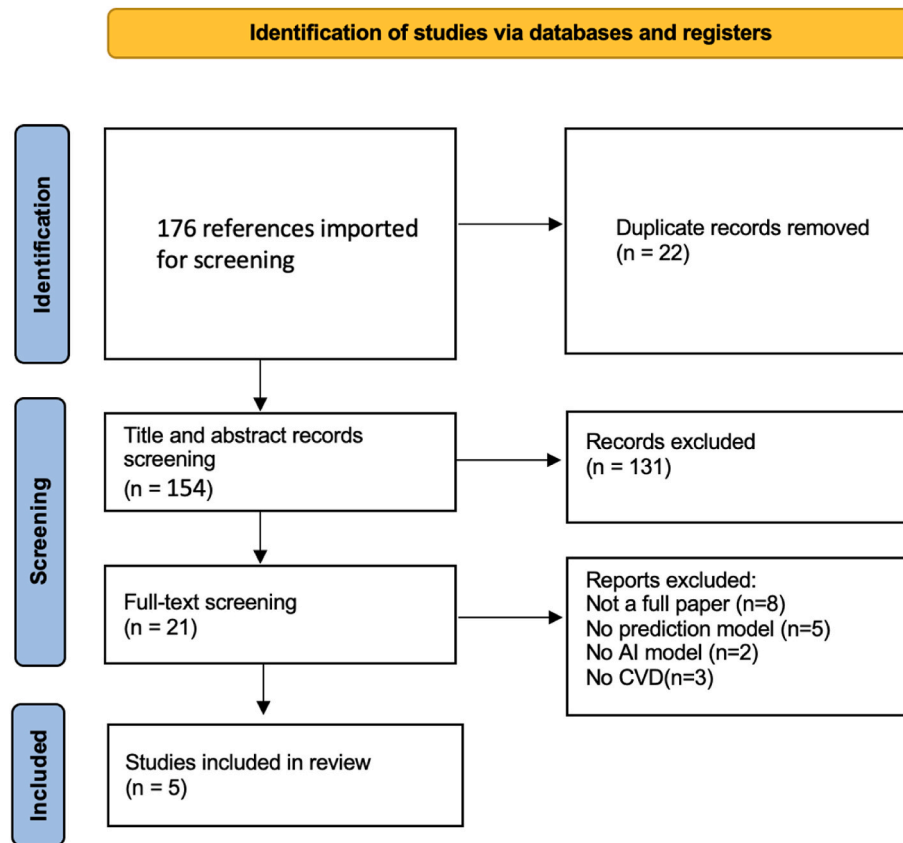 Identification of studies via databases and registers
Identification
176 references imported
for screening
Duplicate records removed
(n = 22)
Screening
Title and abstract records
screening
(n = 154)
Records excluded
(n = 131)
Full-text screening
(n = 21)
Reports excluded:
Not a full paper (n=8)
No prediction model (n=5)
No AI model (n=2)
No CVD(n=3)
Included
Studies included in review
(n = 5)